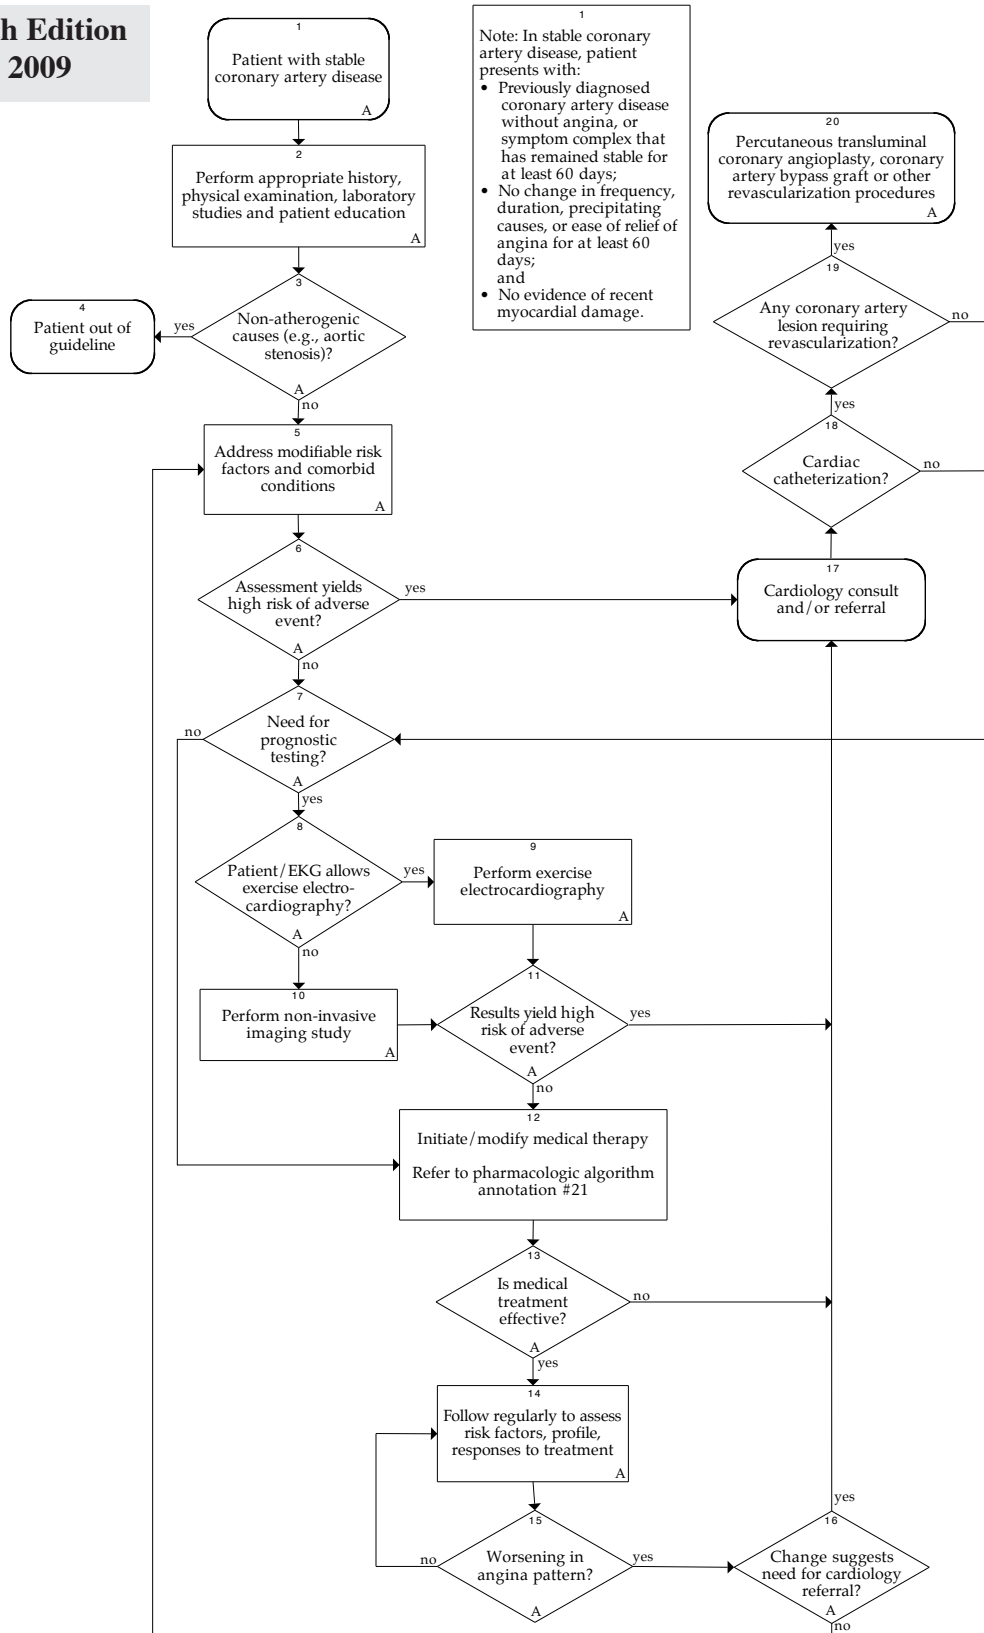 h Edition
2009
1
Patient with stable
coronary artery disease
A
2
Perform appropriate history,
physical examination, laboratory
studies and patient education
A
3
Non-atherogenic
causes (e.g., aortic
stenosis)?
A
yes
no
4
Patient out of
guideline
5
Address modifiable risk
factors and comorbid
conditions
A
6
Assessment yields
high risk of adverse
event?
A
yes
no
7
Need for
prognostic
testing?
A
no
yes
8
Patient/EKG allows
exercise electro-
cardiography?
A
yes
no
9
Perform exercise
electrocardiography
A
10
Perform non-invasive
imaging study
A
11
Results yield high
risk of adverse
event?
A
yes
no
12
Initiate/modify medical therapy
Refer to pharmacologic algorithm
annotation #21
13
Is medical
treatment
effective?
A
no
yes
14
Follow regularly to assess
risk factors, profile,
responses to treatment
A
15
Worsening in
angina pattern?
A
no
yes
16
Change suggests
need for cardiology
referral?
A
yes
no
17
Cardiology consult
and/or referral
18
Cardiac
catheterization?
yes
no
19
Any coronary artery
lesion requiring
revascularization?
yes
no
20
Percutaneous transluminal
coronary angioplasty, coronary
artery bypass graft or other
revascularization procedures
A
1
Note: In stable coronary
artery disease, patient
presents with:
• Previously diagnosed
coronary artery disease
without angina, or
symptom complex that
has remained stable for
at least 60 days;
• No change in frequency,
duration, precipitating
causes, or ease of relief of
angina for at least 60
days;
and
• No evidence of recent
myocardial damage.